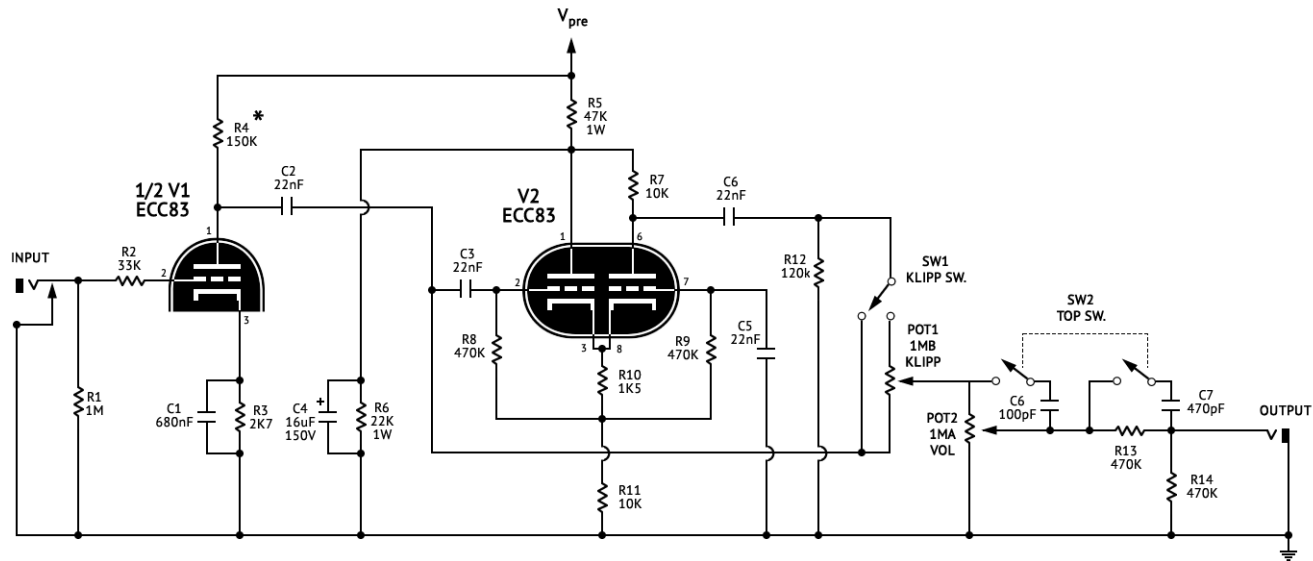 Vpre
R4
150K
*
R5
47K
1W
C2
22nF
1/2 V1
ECC83
1
2
3
V2
ECC83
1
6
2
7
3
8
R7
10K
C6
22nF
INPUT
R2
33K
C3
22nF
R12
120k
SW1
KLIPP SW.
SW2
TOP SW.
R8
470K
R9
470K
C5
22nF
POT1
1MB
KLIPP
R1
1M
C1
680nF
R3
2K7
C4
+
16uF
150V
R6
22K
1W
R10
1K5
C6
100pF
C7
470pF
OUTPUT
POT2
1MA
VOL
R13
470K
R11
10K
R14
470K